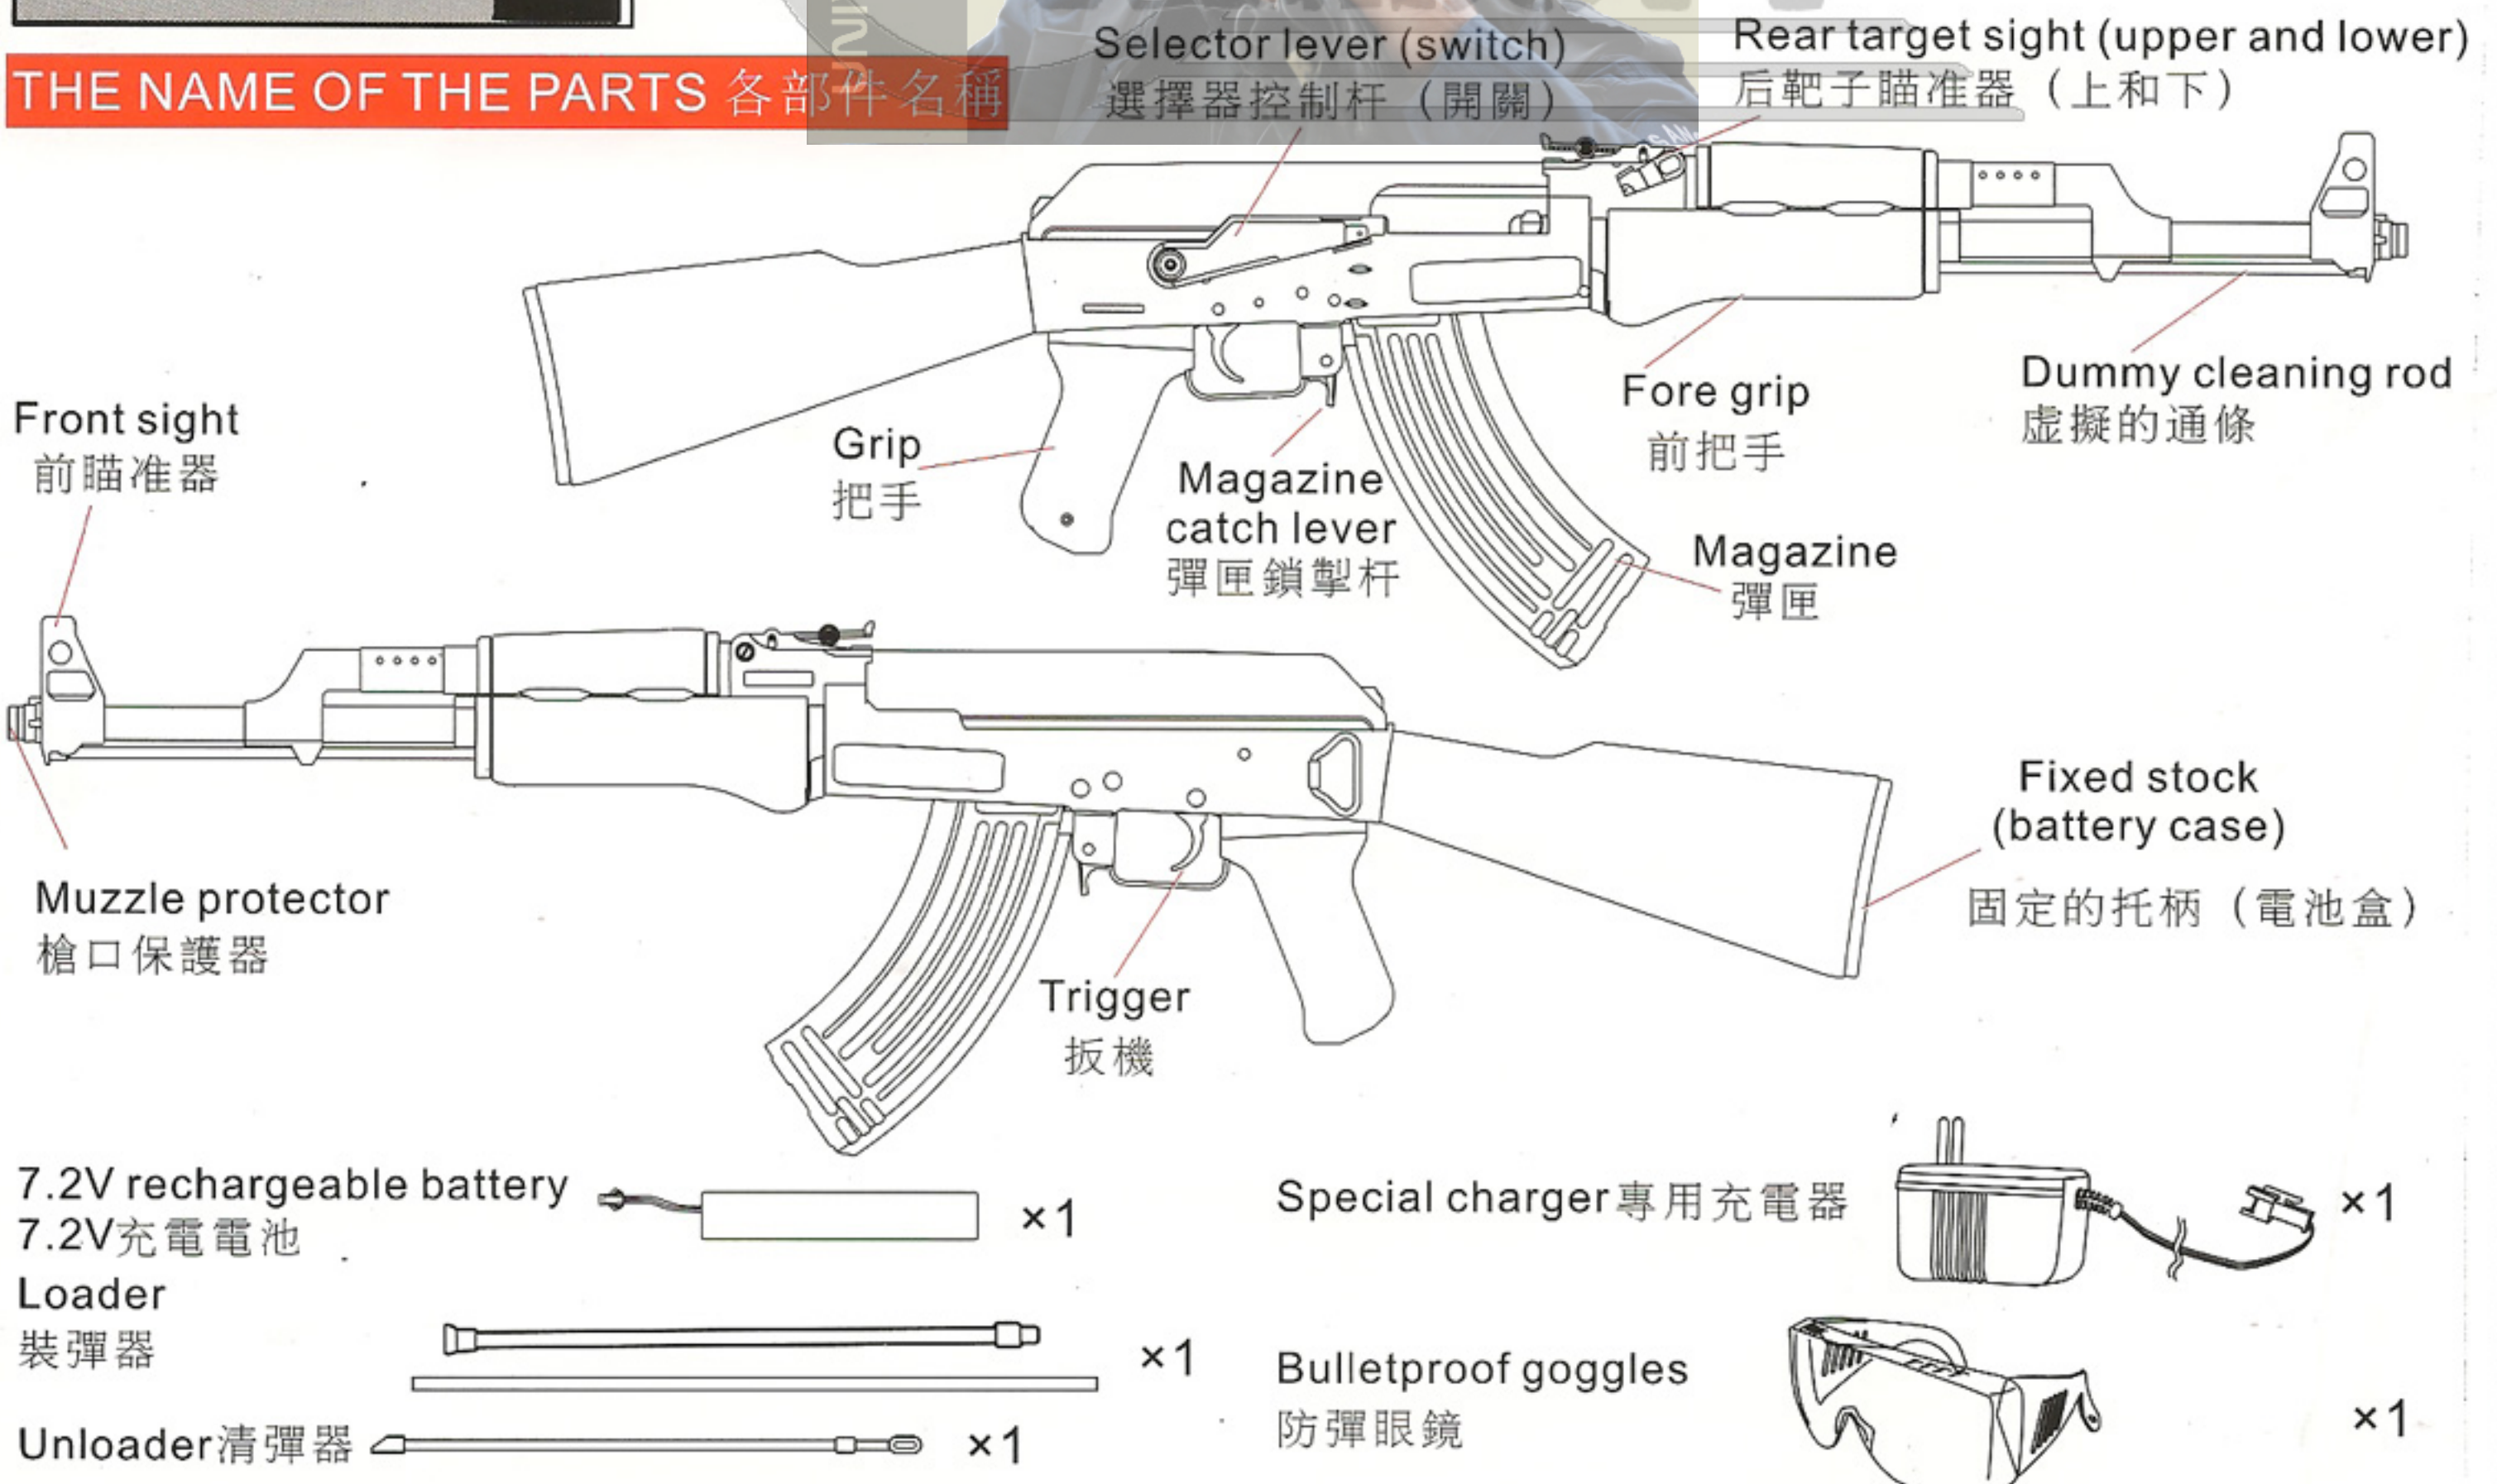 THE NAME OF THE PARTS 各部件名稱
Selector lever (switch)
選擇器控制杆（開關）
Rear target sight (upper and lower)
后靶子瞄准器（上和下）
Front sight
前瞄准器
Grip
把手
Magazine
catch lever
彈匣鎖掣杆
Fore grip
前把手
Dummy cleaning rod
虛擬的通條
Magazine
彈匣
Muzzle protector
槍口保護器
Trigger
扳機
Fixed stock
(battery case)
固定的托柄（電池盒）
7.2V rechargeable battery
7.2V充電電池
×1
Special charger專用充電器
×1
Loader
裝彈器
×1
Unloader清彈器
×1
Bulletproof goggles
防彈眼鏡
×1